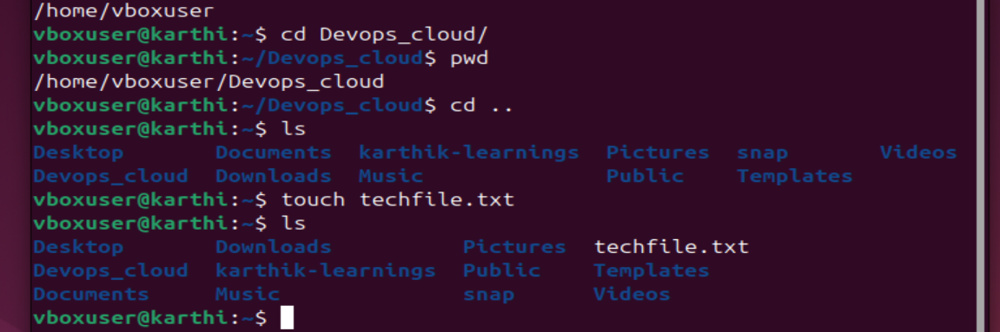 /home/vboxuser
vboxuser@karthi:~$ cd Devops_cloud/
vboxuser@karthi:~/Devops_cloud$ pwd
/home/vboxuser/Devops_cloud
vboxuser@karthi:~/Devops_cloud$ cd ..
vboxuser@karthi:~$ ls
Desktop       Documents  karthik-learnings  Pictures  snap       Videos
Devops_cloud  Downloads  Music              Public    Templates
vboxuser@karthi:~$ touch techfile.txt
vboxuser@karthi:~$ ls
Desktop       Downloads          Pictures  techfile.txt
Devops_cloud  karthik-learnings  Public    Templates
Documents     Music              snap      Videos
vboxuser@karthi:~$